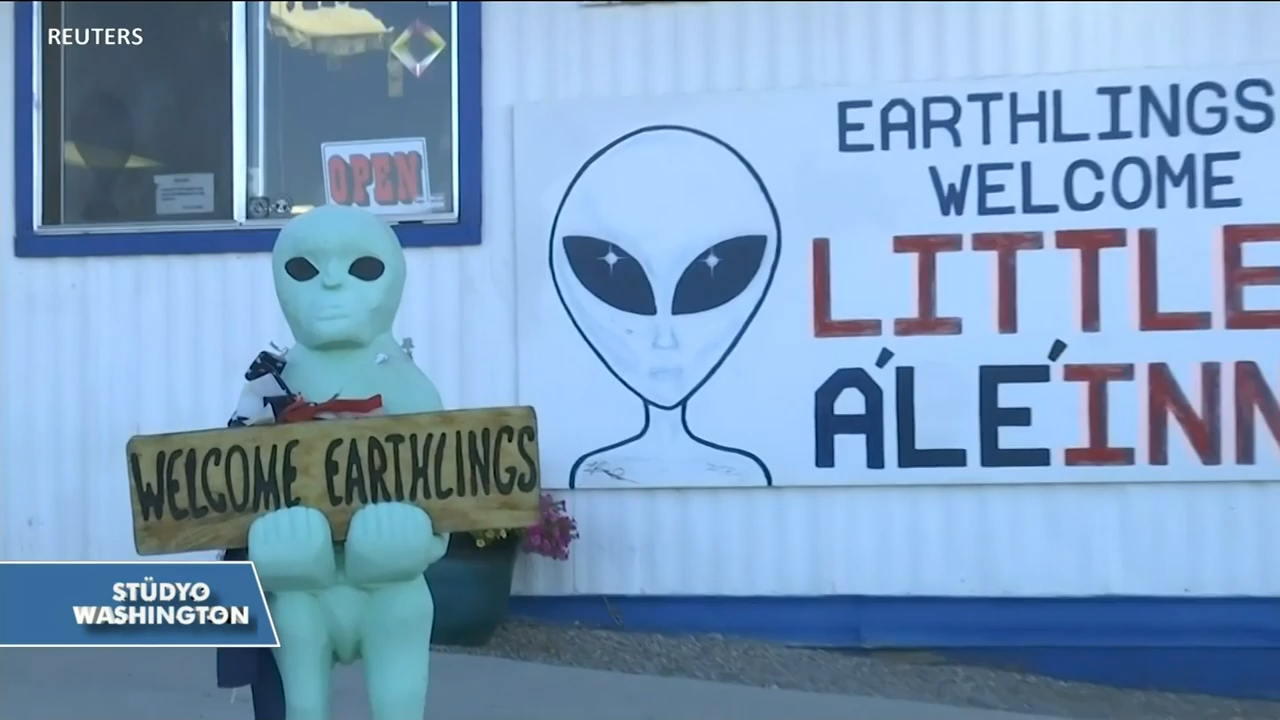 REUTERS
OPEN
EARTHLINGS
WELCOME
LITTLE
A'LE'INN
WELCOME EARTHLINGS
STÜDYO
WASHINGTON